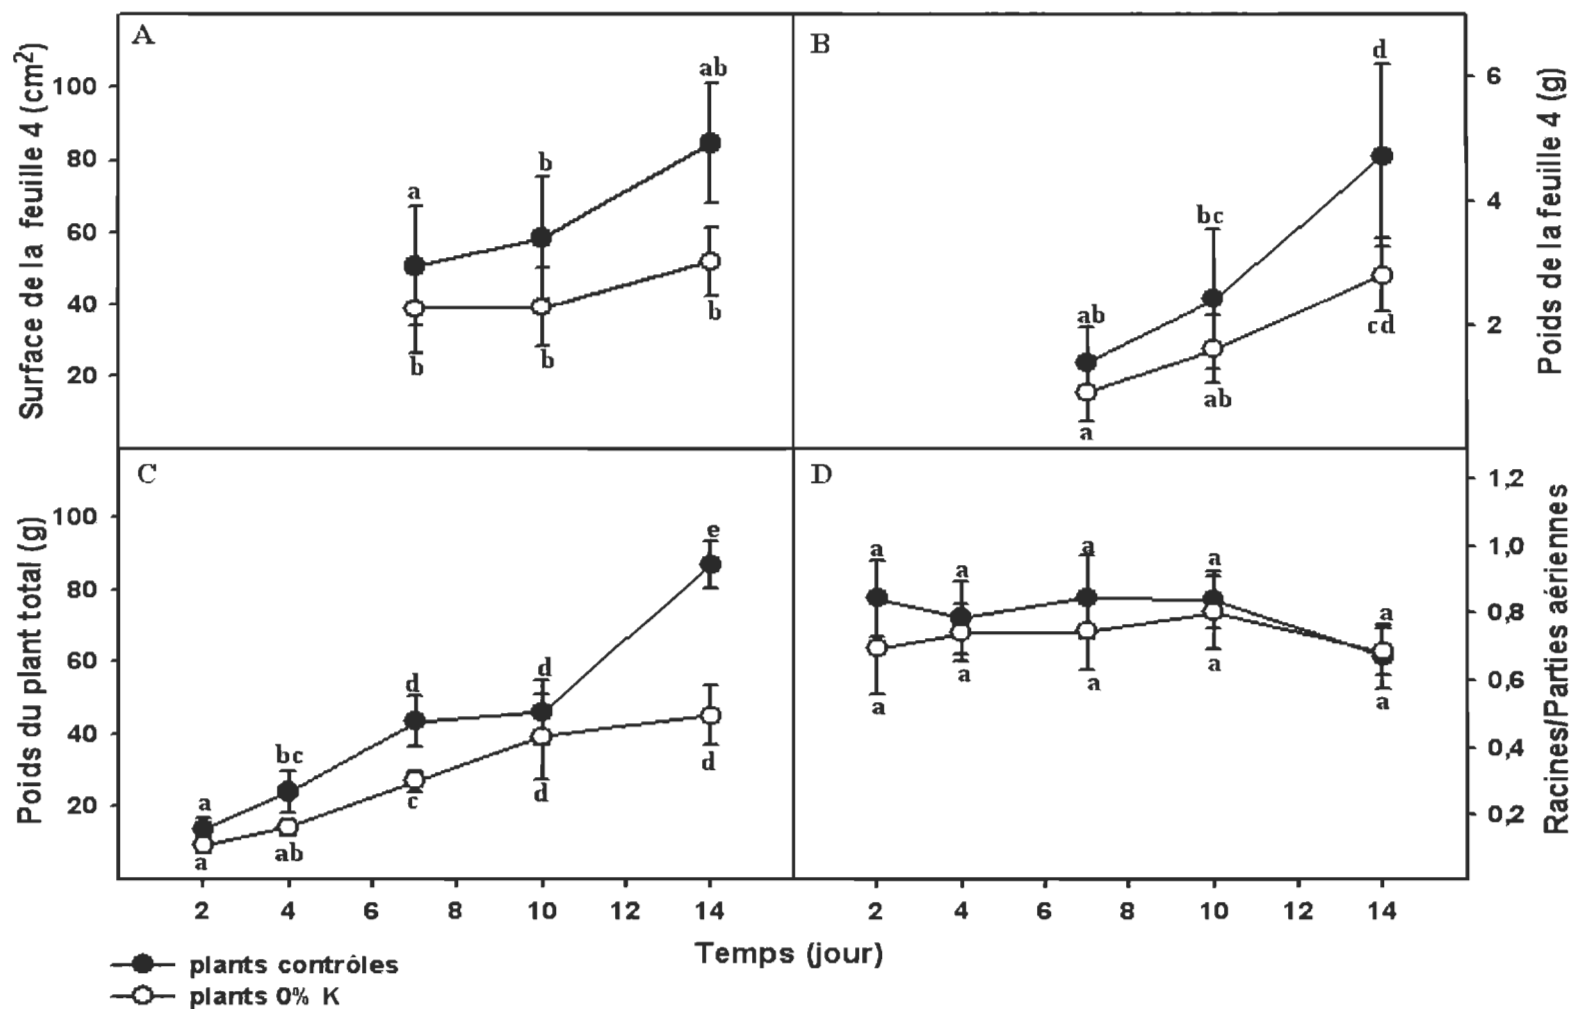 A
Surface de la feuille 4 (cm²)
100
80
60
40
20
a
b
ab
b
b
b
B
Poids de la feuille 4 (g)
6
4
2
ab
bc
d
a
ab
cd
C
Poids du plant total (g)
100
80
60
40
20
a
bc
d
d
e
a
ab
c
d
d
D
Racines/Parties aériennes
1,2
1,0
0,8
0,6
0,4
0,2
a
a
a
a
a
a
a
a
a
a
2 4 6 8 10 12 14
2 4 6 8 10 12 14
Temps (jour)
plants contrôles
plants 0% K